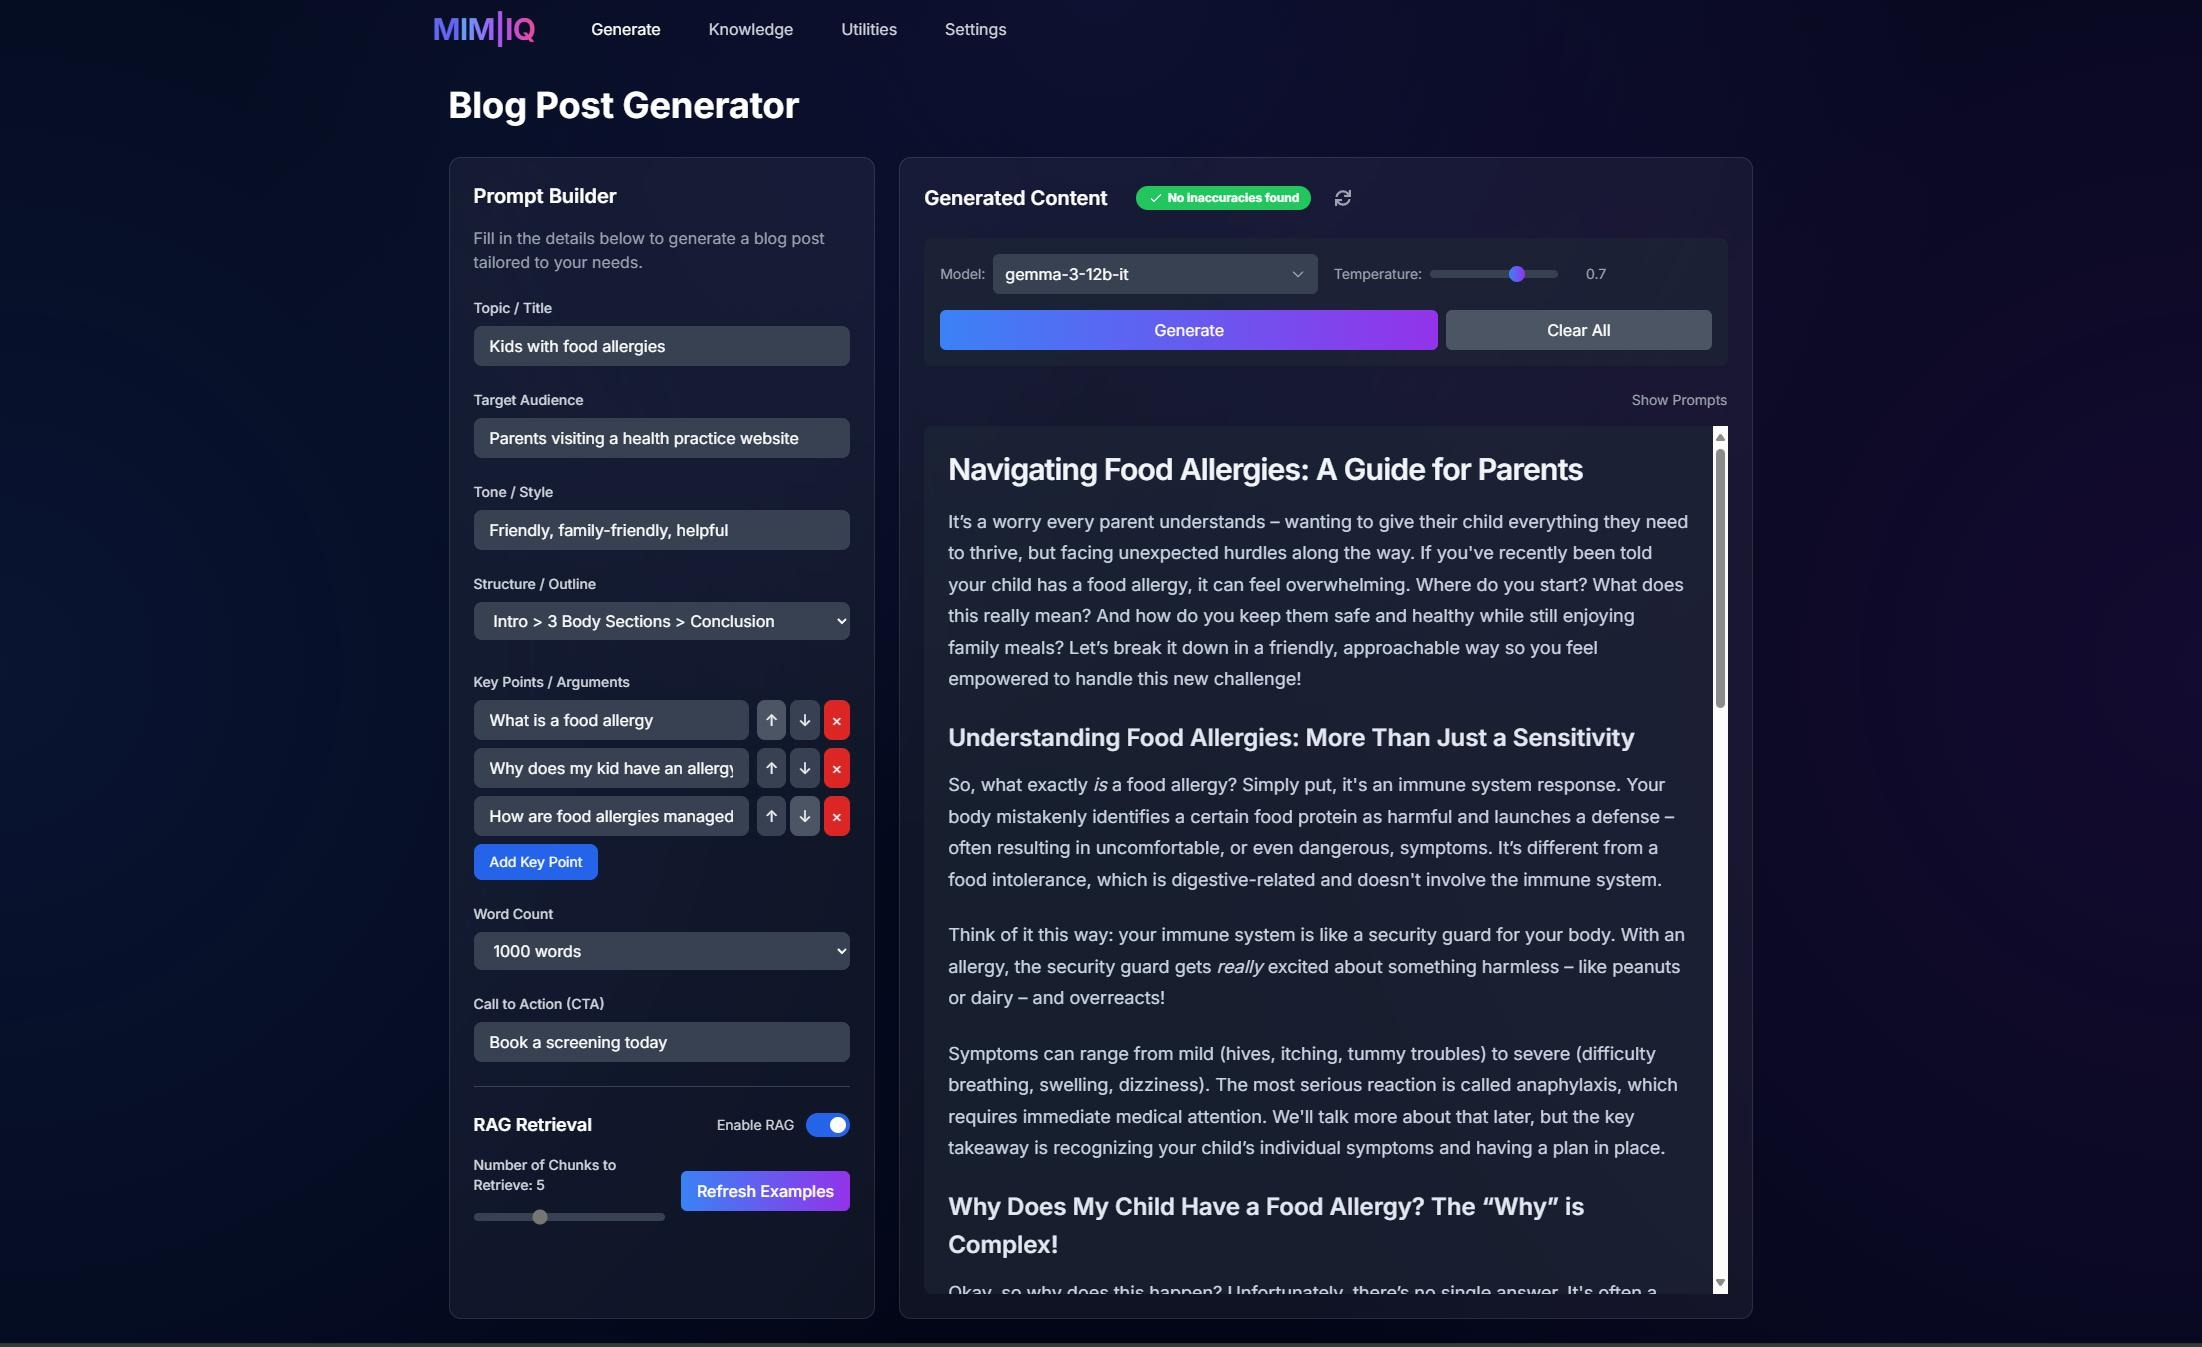 MIM|IQ
Generate
Knowledge
Utilities
Settings
Blog Post Generator
Prompt Builder
Fill in the details below to generate a blog post
tailored to your needs.
Topic / Title
Kids with food allergies
Target Audience
Parents visiting a health practice website
Tone / Style
Friendly, family-friendly, helpful
Structure / Outline
Intro > 3 Body Sections > Conclusion
Key Points / Arguments
What is a food allergy
Why does my kid have an allergy
How are food allergies managed
Add Key Point
Word Count
1000 words
Call to Action (CTA)
Book a screening today
RAG Retrieval
Enable RAG
Number of Chunks to
Retrieve: 5
Refresh Examples
Generated Content
No inaccuracies found
Model:
gemma-3-12b-it
Temperature:
0.7
Generate
Clear All
Show Prompts
Navigating Food Allergies: A Guide for Parents
It’s a worry every parent understands – wanting to give their child everything they need
to thrive, but facing unexpected hurdles along the way. If you've recently been told
your child has a food allergy, it can feel overwhelming. Where do you start? What does
this really mean? And how do you keep them safe and healthy while still enjoying
family meals? Let’s break it down in a friendly, approachable way so you feel
empowered to handle this new challenge!
Understanding Food Allergies: More Than Just a Sensitivity
So, what exactly is a food allergy? Simply put, it's an immune system response. Your
body mistakenly identifies a certain food protein as harmful and launches a defense –
often resulting in uncomfortable, or even dangerous, symptoms. It’s different from a
food intolerance, which is digestive-related and doesn't involve the immune system.
Think of it this way: your immune system is like a security guard for your body. With an
allergy, the security guard gets really excited about something harmless – like peanuts
or dairy – and overreacts!
Symptoms can range from mild (hives, itching, tummy troubles) to severe (difficulty
breathing, swelling, dizziness). The most serious reaction is called anaphylaxis, which
requires immediate medical attention. We'll talk more about that later, but the key
takeaway is recognizing your child’s individual symptoms and having a plan in place.
Why Does My Child Have a Food Allergy? The “Why” is
Complex!
Okay, so why does this happen? Unfortunately, there’s no single answer. It's often a